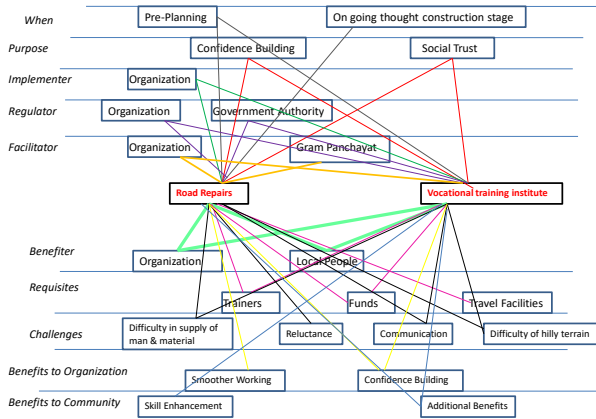 When
Pre-Planning
On going thought construction stage
Purpose
Confidence Building
Social Trust
Implementer
Organization
Regulator
Organization
Government Authority
Facilitator
Organization
Gram Panchayat
Road Repairs
Vocational training institute
Benefiter
Organization
Local People
Requisites
Trainers
Funds
Travel Facilities
Challenges
Difficulty in supply of
man & material
Reluctance
Communication
Difficulty of hilly terrain
Benefits to Organization
Smoother Working
Confidence Building
Benefits to Community
Skill Enhancement
Additional Benefits